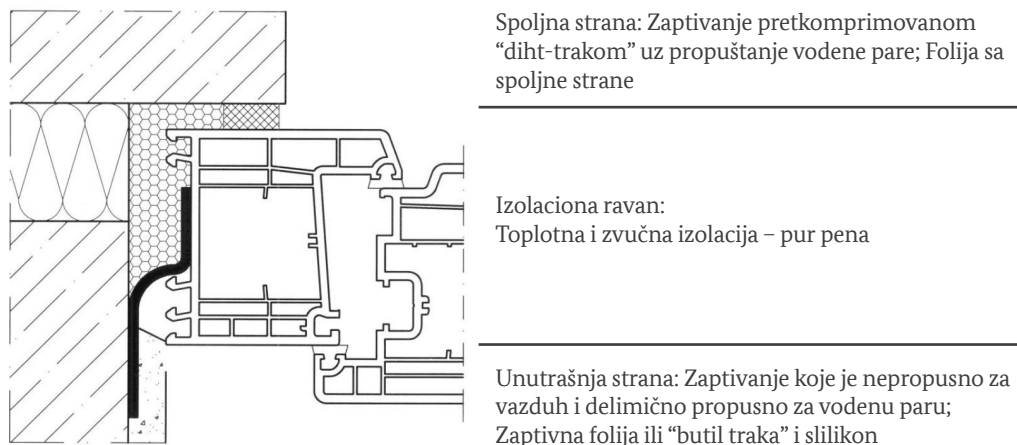 Spoljna strana: Zaptivanje pretkomprimovanom
“diht-trakom” uz propuštanje vodene pare; Folija sa
spoljne strane
Izolaciona ravan:
Toplotna i zvučna izolacija – pur pena
Unutrašnja strana: Zaptivanje koje je nepropusno za
vazduh i delimično propusno za vodenu paru;
Zaptivna folija ili “butil traka” i slilikon